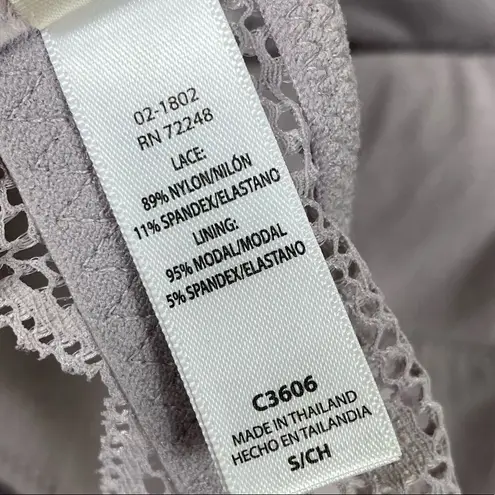 02-1802
RN 72248
LACE:
89% NYLON/NILÓN
11% SPANDEX/ELASTANO
LINING:
95% MODAL/MODAL
5% SPANDEX/ELASTANO
C3606
MADE IN THAILAND
HECHO EN TAILANDIA
S/CH